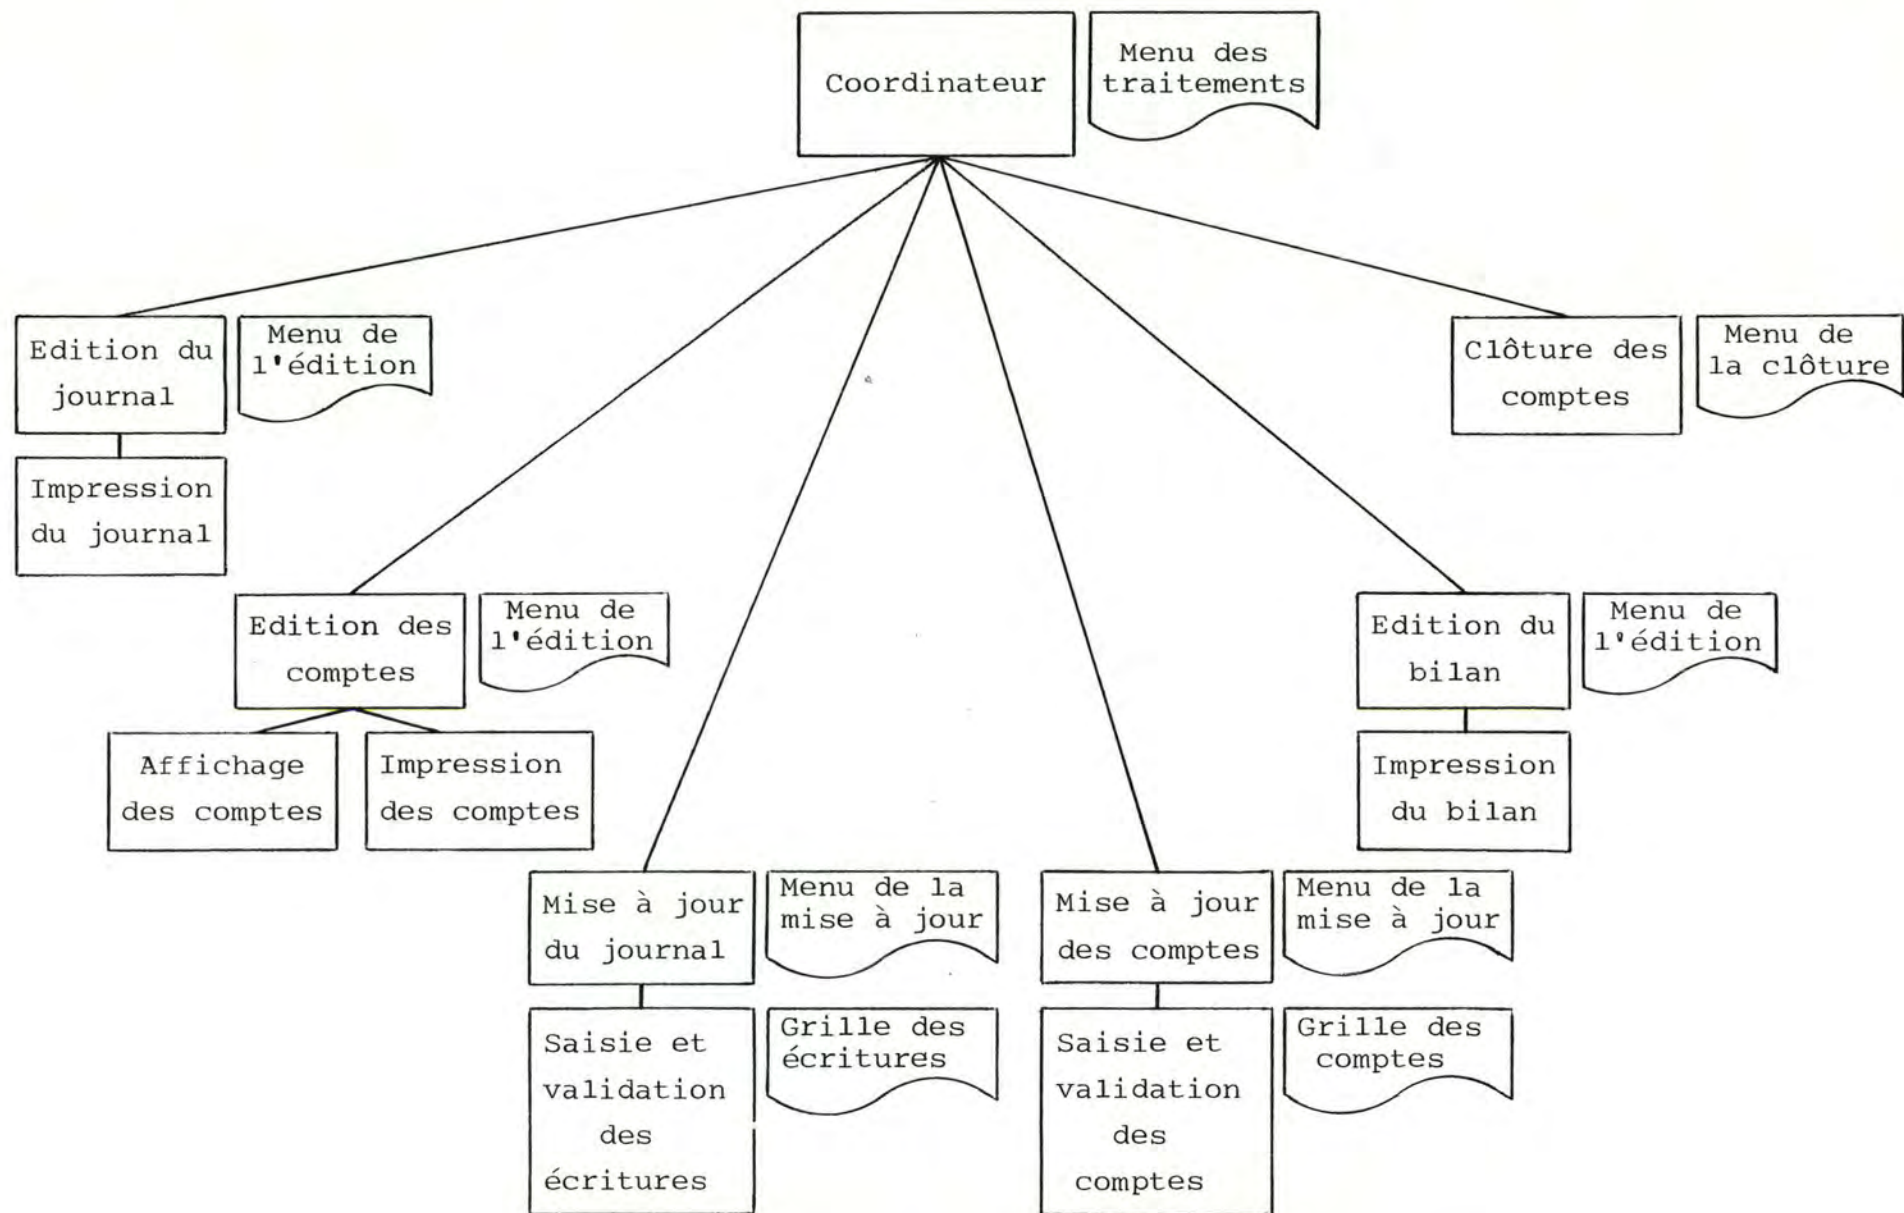 Coordinateur
Menu des
traitements
Edition du
journal
Menu de
l'édition
Clôture des
comptes
Menu de
la clôture
Impression
du journal
Edition des
comptes
Menu de
l'édition
Edition du
bilan
Menu de
l'édition
Affichage
des comptes
Impression
des comptes
Impression
du bilan
Mise à jour
du journal
Menu de la
mise à jour
Mise à jour
des comptes
Menu de la
mise à jour
Saisie et
validation
des
écritures
Grille des
écritures
Saisie et
validation
des
comptes
Grille des
comptes